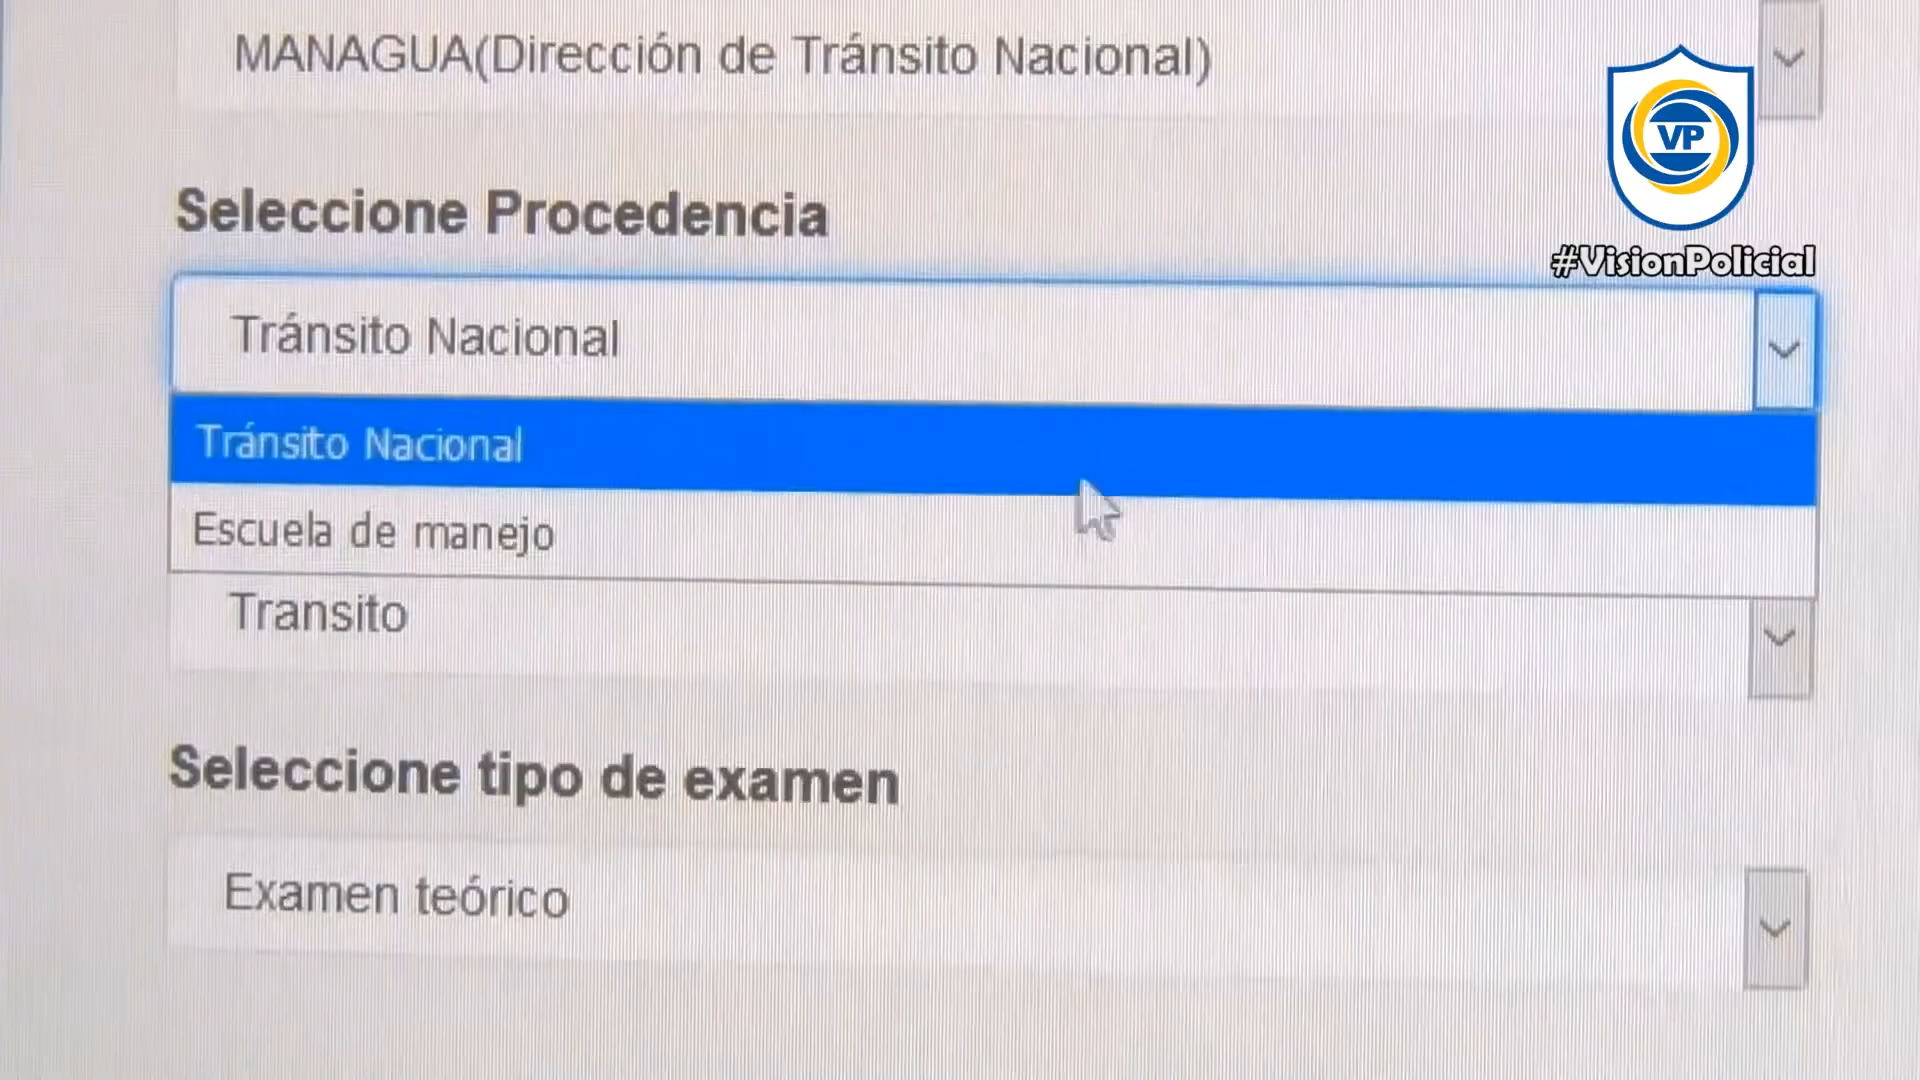 MANAGUA(Dirección de Tránsito Nacional)
VP
#VisionPolicial
Seleccione Procedencia
Tránsito Nacional
Tránsito Nacional
Escuela de manejo
Transito
Seleccione tipo de examen
Examen teórico